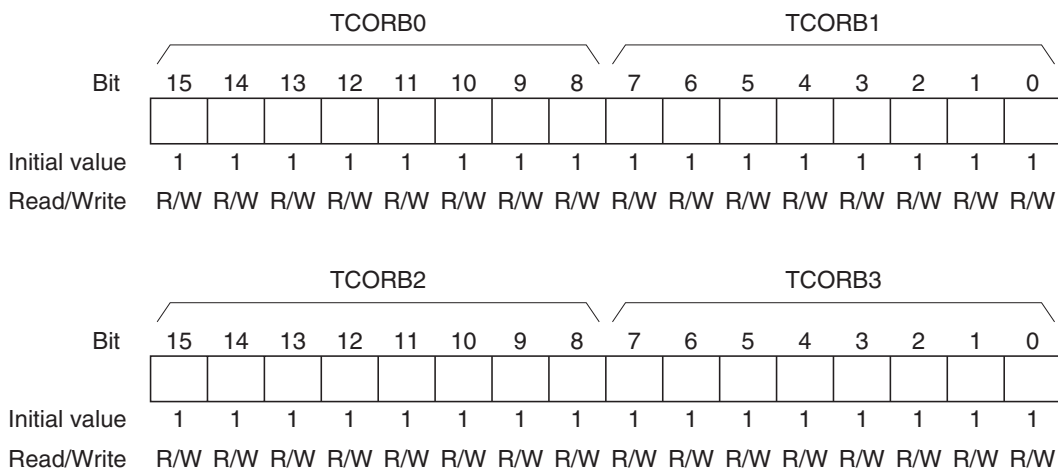 TCORB0 TCORB1
Bit 15 14 13 12 11 10 9 8 7 6 5 4 3 2 1 0
Initial value 1 1 1 1 1 1 1 1 1 1 1 1 1 1 1 1
Read/Write R/W R/W R/W R/W R/W R/W R/W R/W R/W R/W R/W R/W R/W R/W R/W R/W
TCORB2 TCORB3
Bit 15 14 13 12 11 10 9 8 7 6 5 4 3 2 1 0
Initial value 1 1 1 1 1 1 1 1 1 1 1 1 1 1 1 1
Read/Write R/W R/W R/W R/W R/W R/W R/W R/W R/W R/W R/W R/W R/W R/W R/W R/W